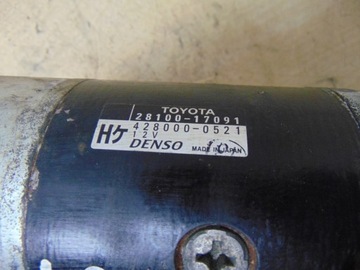 TOYOTA
28100-17091
428000-0521
Hケ 12V
DENSO MADE IN JAPAN